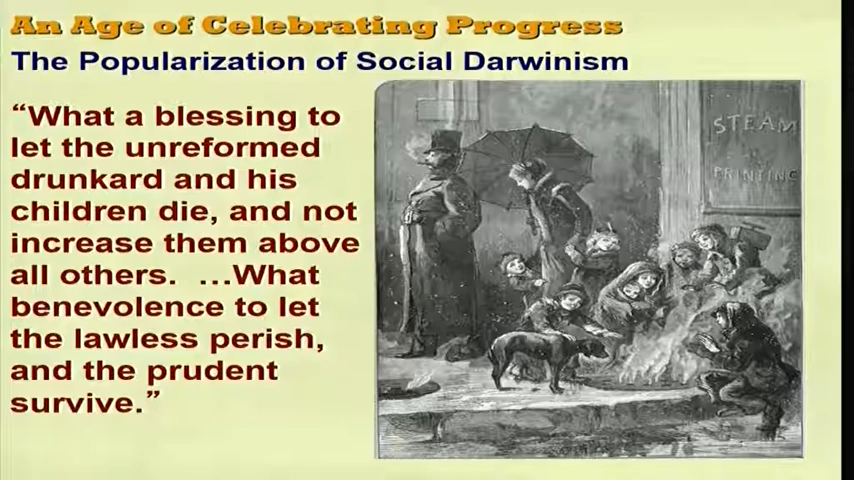 An Age of Celebrating Progress
The Popularization of Social Darwinism
“What a blessing to
let the unreformed
drunkard and his
children die, and not
increase them above
all others. …What
benevolence to let
the lawless perish,
and the prudent
survive.”
STEAM
PRINTING